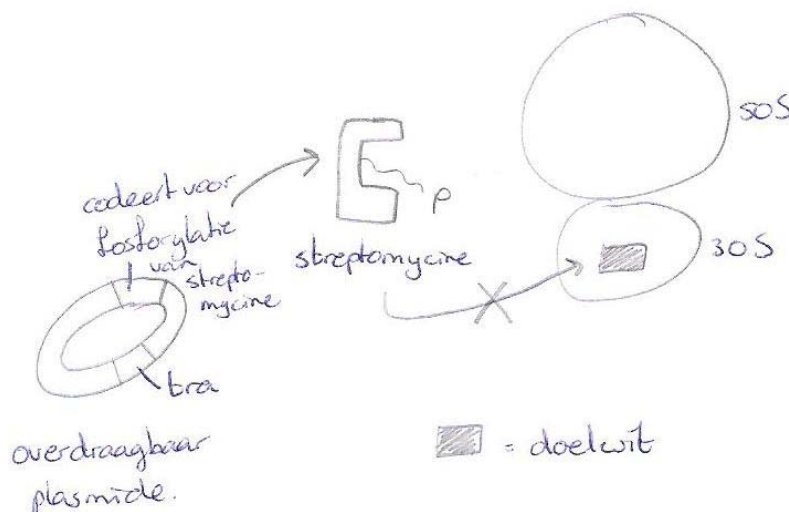 codeert voor
fosforylatie
van
strepto-
mycine
tra
overdraagbaar
plasmide.
P
streptomycine
50S
30S
= doelwit